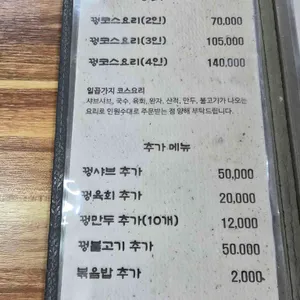 꿩코스요리(2인) 70,000
꿩코스요리(3인) 105,000
꿩코스요리(4인) 140,000
일곱가지 코스요리
샤브샤브, 국수, 육회, 완자, 산적, 만두, 불고기가 나오는
요리로 인원수대로 주문받는 점 양해 부탁드립니다.
추가 메뉴
꿩샤브 추가 50,000
꿩육회 추가 20,000
꿩만두 추가(10개) 12,000
꿩불고기 추가 50.000
볶음밥 추가 2,000